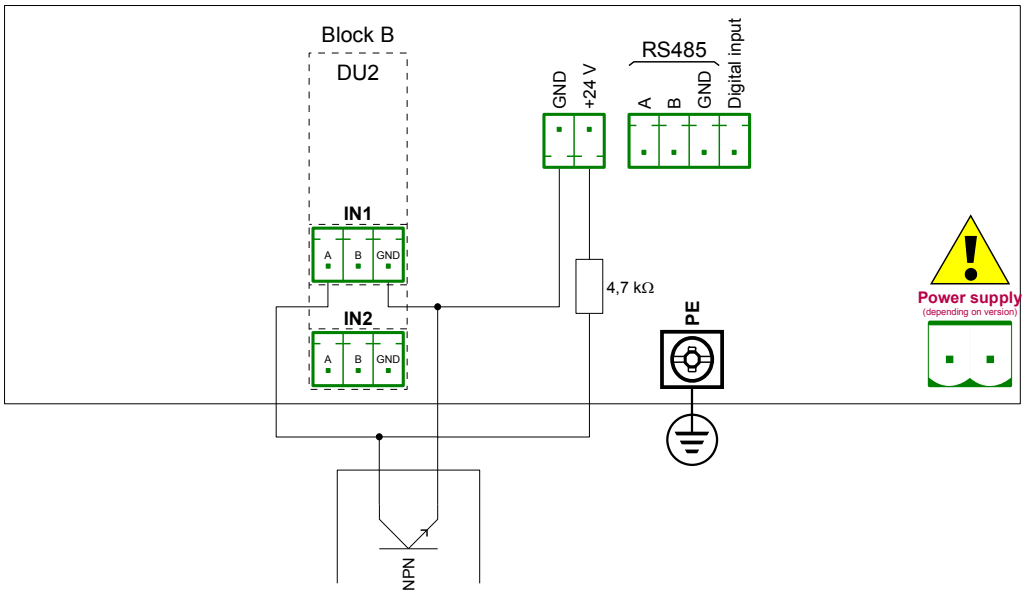 Block B
DU2
IN1
A B GND
IN2
A B GND
GND
+24 V
RS485
A
B
GND
Digital input
4,7 kΩ
PE
!
Power supply
(depending on version)
NPN